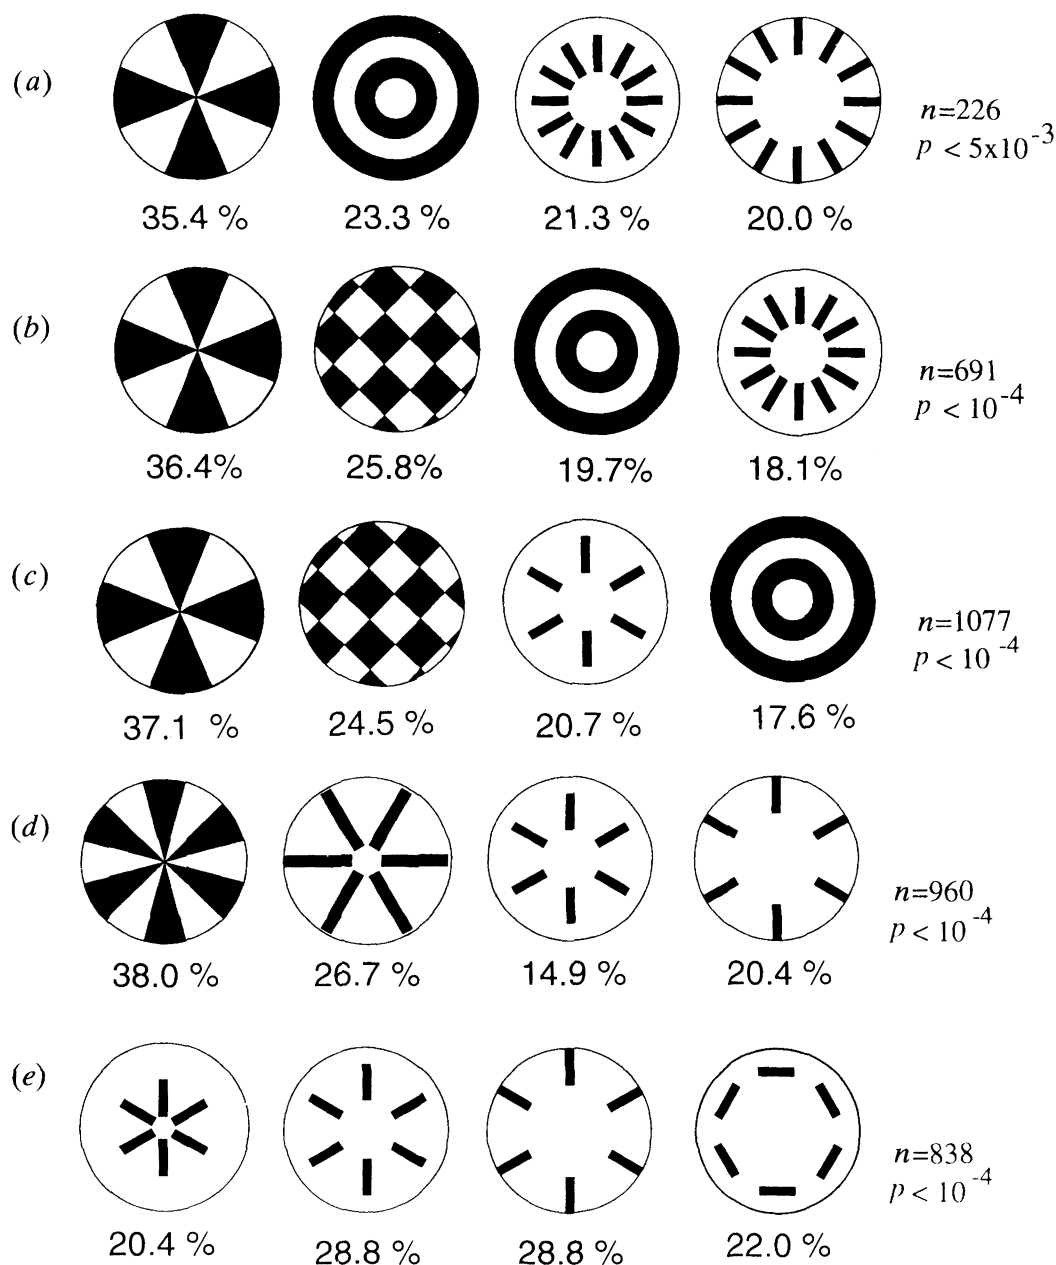 (a)
n=226
p < 5x10-3
35.4 % 23.3 % 21.3 % 20.0 %
(b)
n=691
p < 10-4
36.4% 25.8% 19.7% 18.1%
(c)
n=1077
p < 10-4
37.1 % 24.5 % 20.7 % 17.6 %
(d)
n=960
p < 10-4
38.0 % 26.7 % 14.9 % 20.4 %
(e)
n=838
p < 10-4
20.4 % 28.8 % 28.8 % 22.0 %